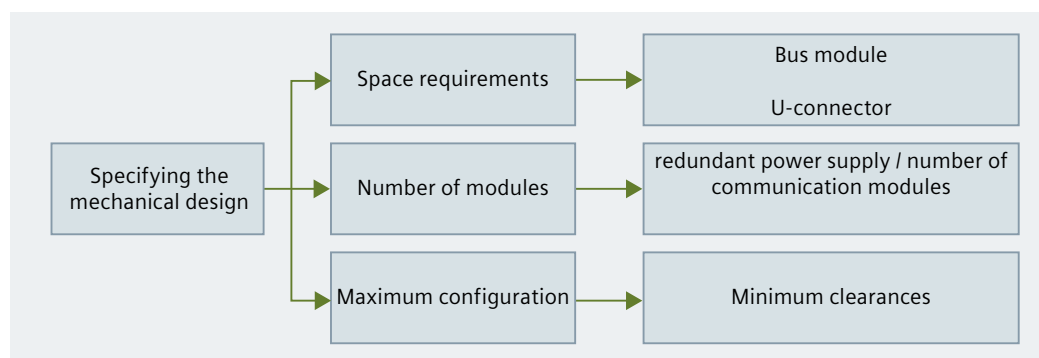 Specifying the
mechanical design
Space requirements
Bus module
U-connector
Number of modules
redundant power supply / number of
communication modules
Maximum configuration
Minimum clearances